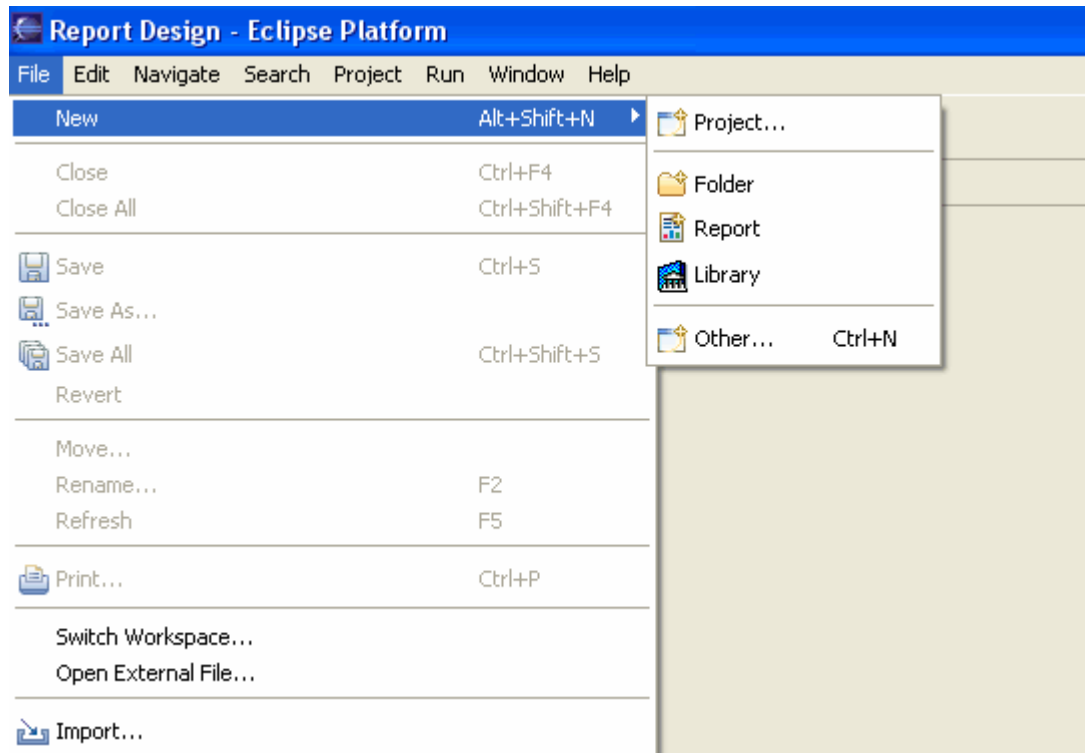 Report Design - Eclipse Platform
File Edit Navigate Search Project Run Window Help
New Alt+Shift+N
Close Ctrl+F4
Close All Ctrl+Shift+F4
Save Ctrl+S
Save As...
Save All Ctrl+Shift+S
Revert
Move...
Rename... F2
Refresh F5
Print... Ctrl+P
Switch Workspace...
Open External File...
Import...
Project...
Folder
Report
Library
Other... Ctrl+N